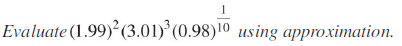 Evaluate (1.99)²(3.01)³(0.98)^{1/10} using approximation.